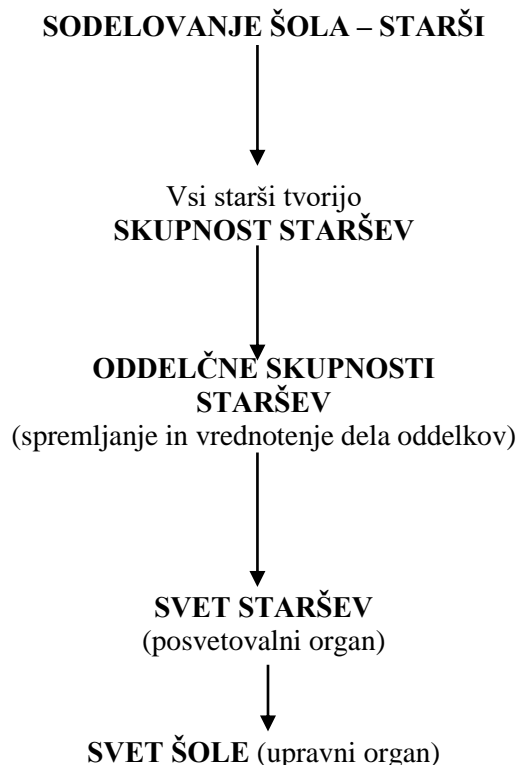 SODELOVANJE ŠOLA – STARŠI
Vsi starši tvorijo
SKUPNOST STARŠEV
ODDELČNE SKUPNOSTI
STARŠEV
(spremljanje in vrednotenje dela oddelkov)
SVET STARŠEV
(posvetovalni organ)
SVET ŠOLE (upravni organ)